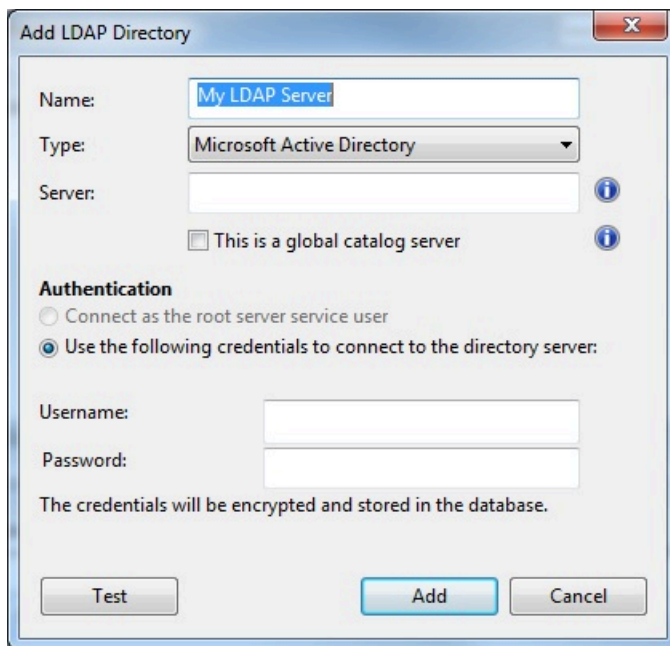 Add LDAP Directory
Name: My LDAP Server
Type: Microsoft Active Directory
Server:
This is a global catalog server
Authentication
Connect as the root server service user
Use the following credentials to connect to the directory server:
Username:
Password:
The credentials will be encrypted and stored in the database.
Test Add Cancel